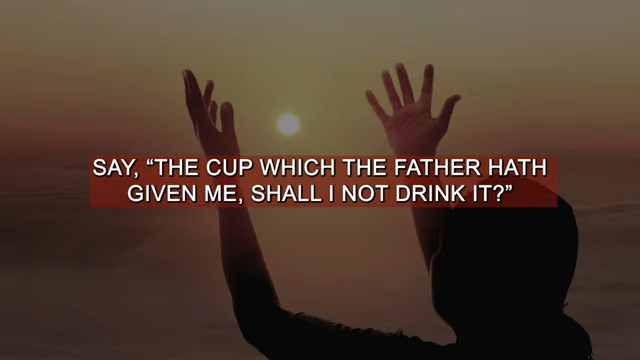 SAY, “THE CUP WHICH THE FATHER HATH
GIVEN ME, SHALL I NOT DRINK IT?”